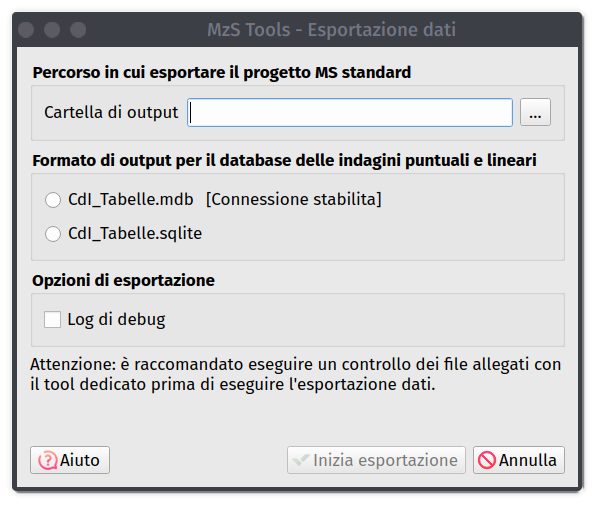 MzS Tools - Esportazione dati
Percorso in cui esportare il progetto MS standard
Cartella di output
...
Formato di output per il database delle indagini puntuali e lineari
CdI_Tabelle.mdb [Connessione stabilita]
CdI_Tabelle.sqlite
Opzioni di esportazione
Log di debug
Attenzione: è raccomandato eseguire un controllo dei file allegati con
il tool dedicato prima di eseguire l'esportazione dati.
Aiuto
Inizia esportazione
Annulla